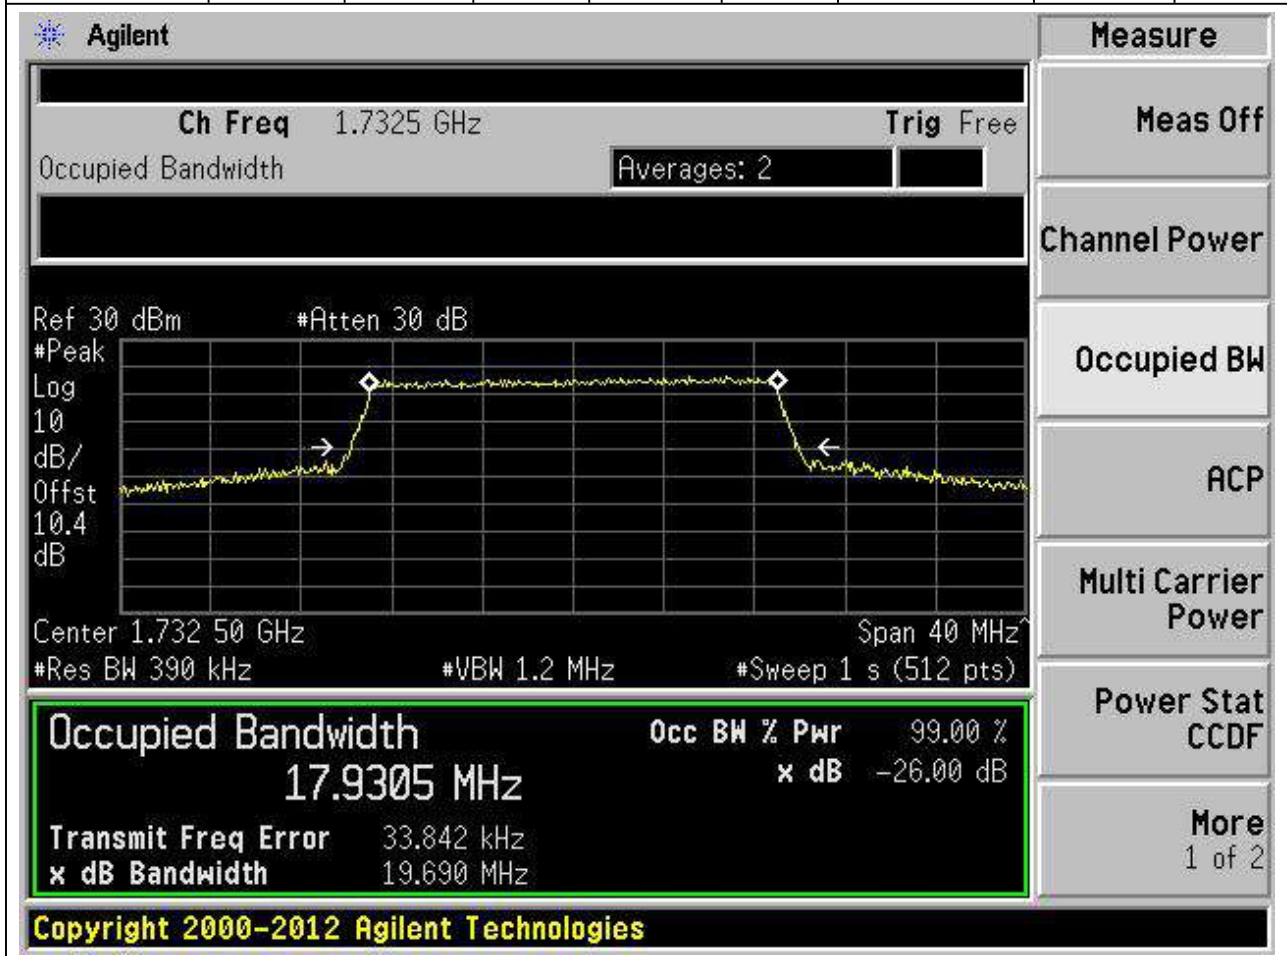 Agilent
Measure
Ch Freq 1.7325 GHz Trig Free
Occupied Bandwidth Averages: 2
Meas Off
Channel Power
Occupied BW
ACP
Multi Carrier
Power
Power Stat
CCDF
More
1 of 2
Ref 30 dBm #Atten 30 dB
#Peak
Log
10
dB/
Offst
10.4
dB
Center 1.732 50 GHz Span 40 MHz^
#Res BW 390 kHz #VBW 1.2 MHz #Sweep 1 s (512 pts)
Occupied Bandwidth Occ BW % Pwr 99.00 %
17.9305 MHz x dB -26.00 dB
Transmit Freq Error 33.842 kHz
x dB Bandwidth 19.690 MHz
Copyright 2000-2012 Agilent Technologies